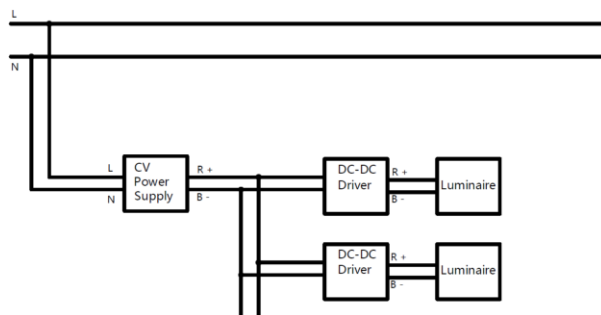 L
N
L
N
CV
Power
Supply
R +
B -
DC-DC
Driver
R +
B -
Luminaire
DC-DC
Driver
R +
B -
Luminaire